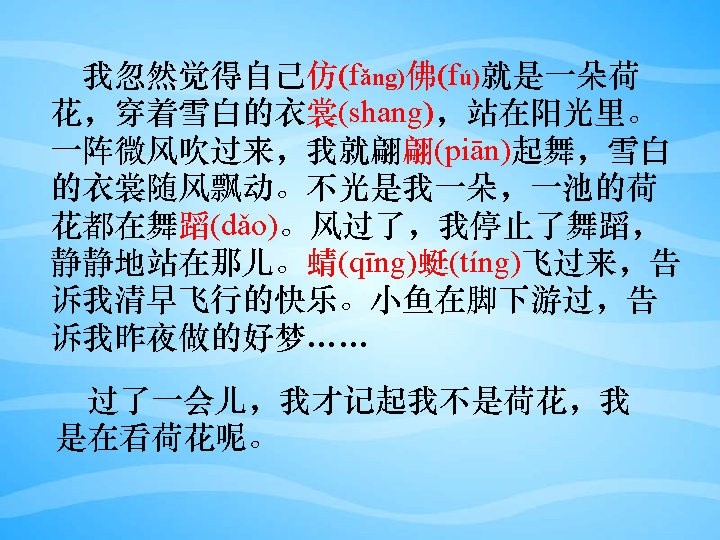 我忽然觉得自己仿(fǎng)佛(fú)就是一朵荷
花，穿着雪白的衣裳(shang)，站在阳光里。
一阵微风吹过来，我就翩翩(piān)起舞，雪白
的衣裳随风飘动。不光是我一朵，一池的荷
花都在舞蹈(dǎo)。风过了，我停止了舞蹈，
静静地站在那儿。蜻(qīng)蜓(tíng)飞过来，告
诉我清早飞行的快乐。小鱼在脚下游过，告
诉我昨夜做的好梦……
过了一会儿，我才记起我不是荷花，我
是在看荷花呢。